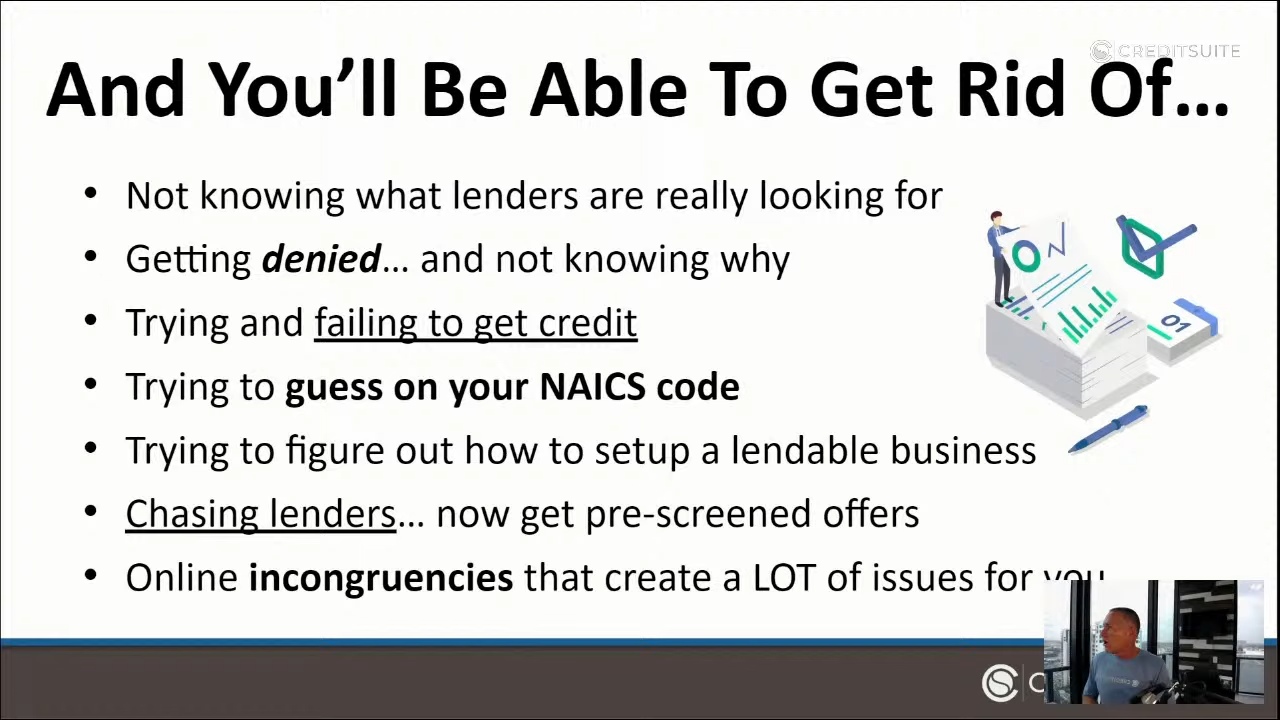 CREDITSUITE
And You’ll Be Able To Get Rid Of…
• Not knowing what lenders are really looking for
• Getting denied… and not knowing why
• Trying and failing to get credit
• Trying to guess on your NAICS code
• Trying to figure out how to setup a lendable business
• Chasing lenders… now get pre-screened offers
• Online incongruencies that create a LOT of issues for you
01